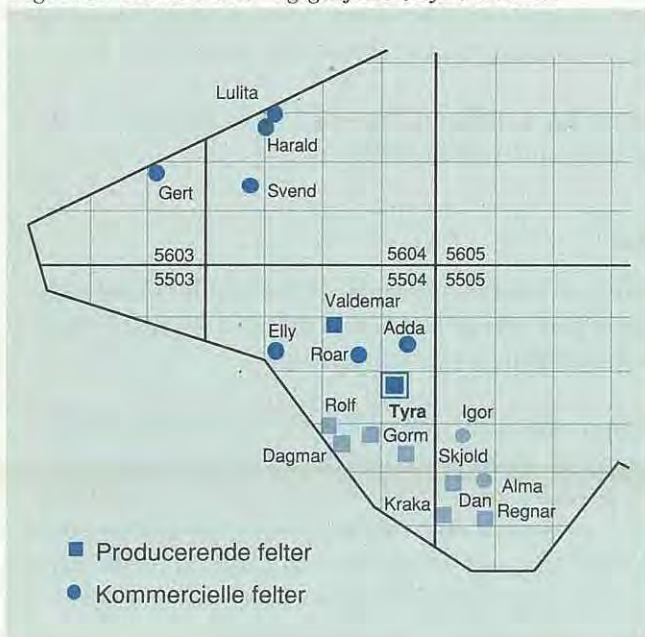 Lulita
Harald
Gert
Svend
5603
5604
5605
5503
5504
5505
Valdemar
Elly
Adda
Roar
Rolf
Tyra
Igor
Gorm
Dagmar
Skjold
Kraka
Dan
Alma
Regnar
Producerende felter
Kommercielle felter